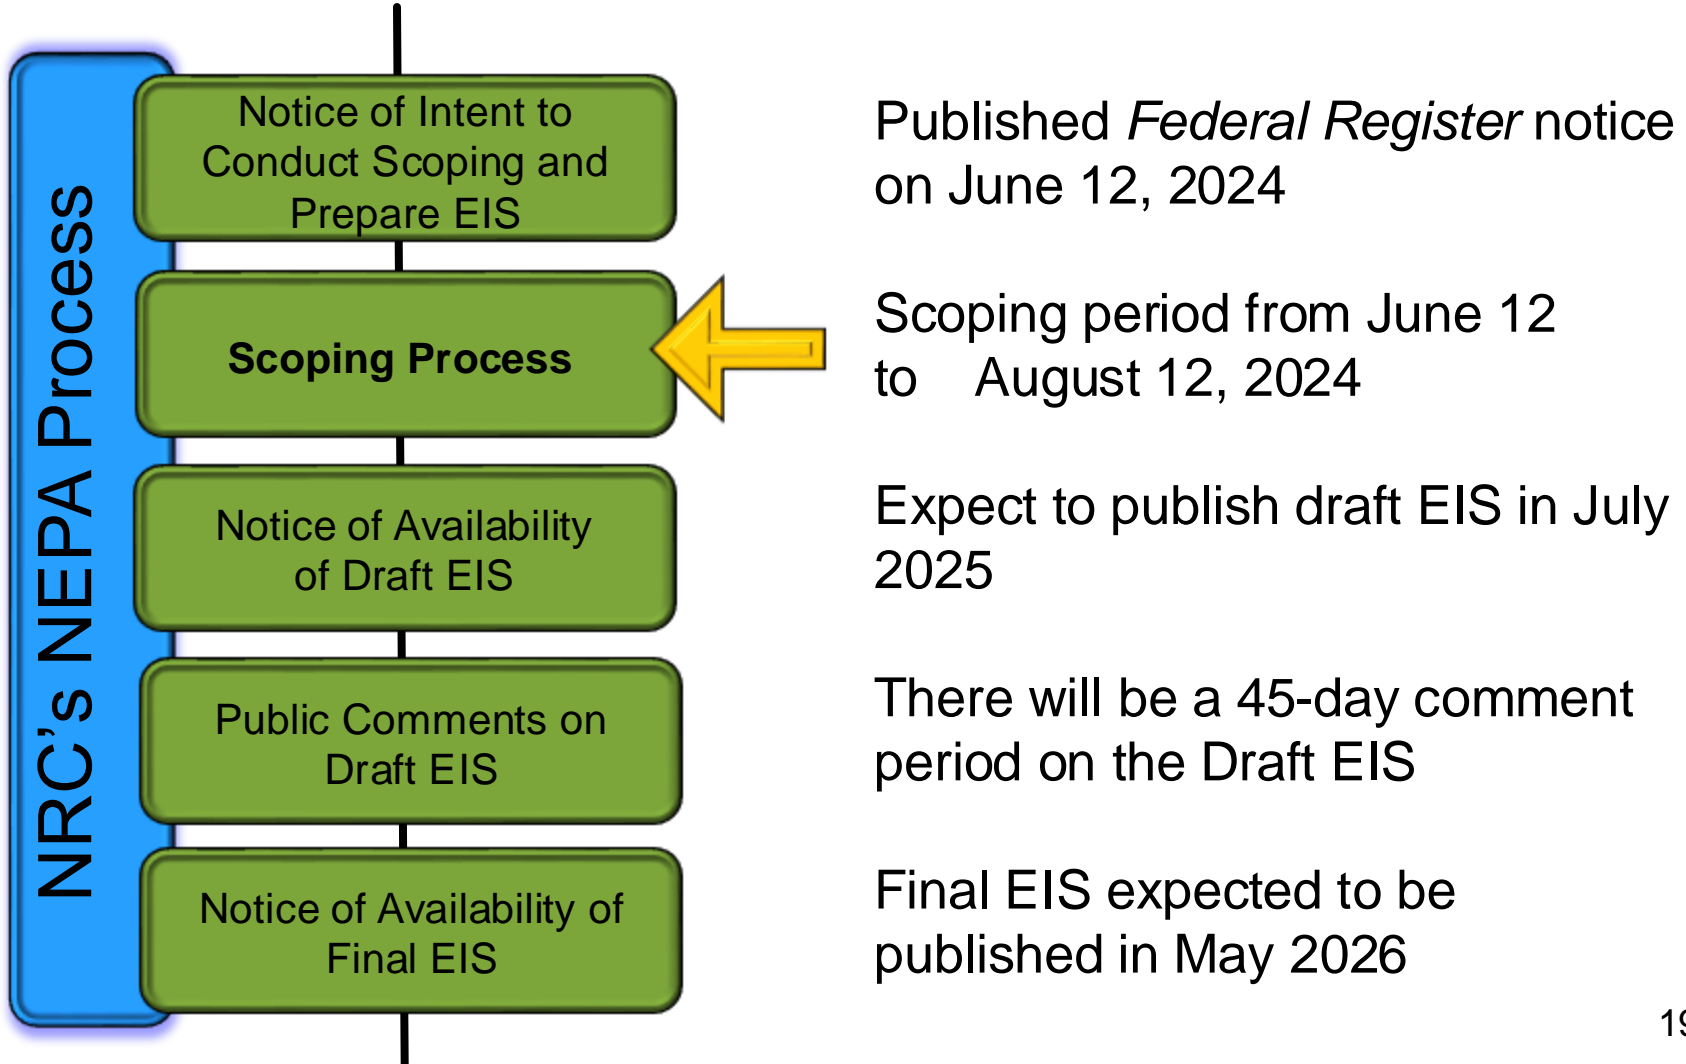 NRC's NEPA Process
Notice of Intent to
Conduct Scoping and
Prepare EIS
Published Federal Register notice
on June 12, 2024
Scoping Process
Scoping period from June 12
to August 12, 2024
Notice of Availability
of Draft EIS
Expect to publish draft EIS in July
2025
Public Comments on
Draft EIS
There will be a 45-day comment
period on the Draft EIS
Notice of Availability of
Final EIS
Final EIS expected to be
published in May 2026
19